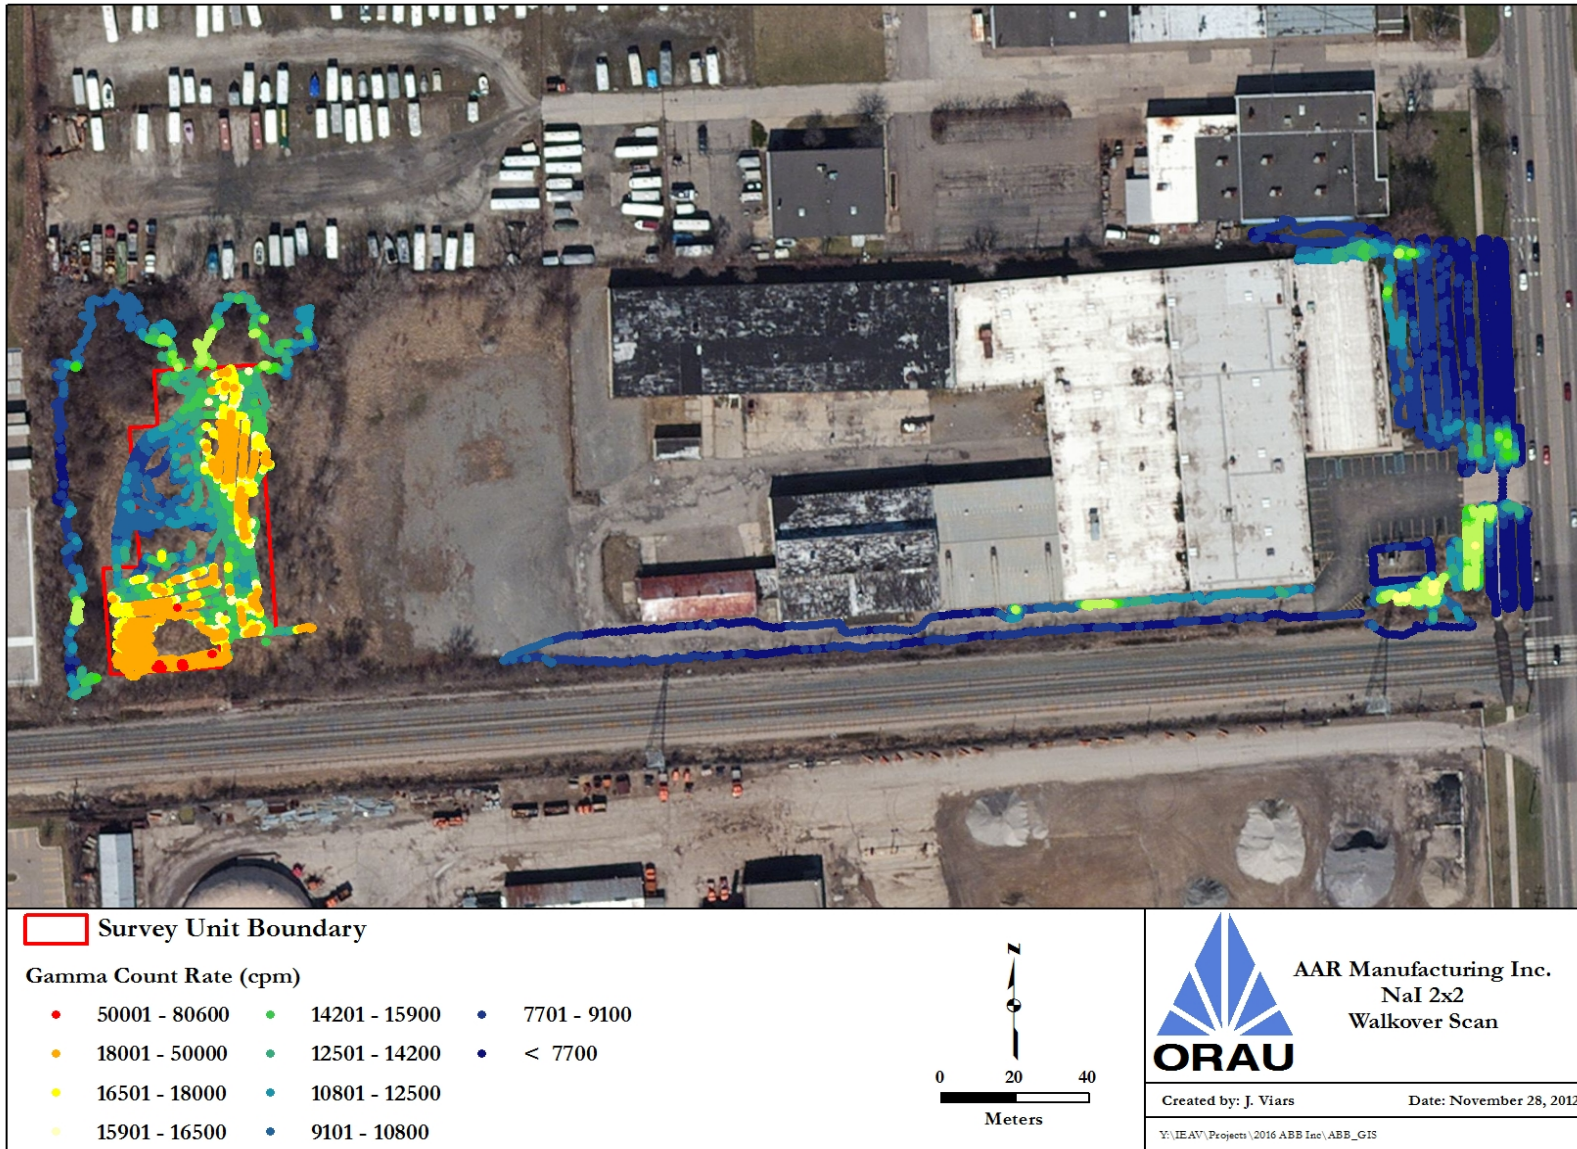 Survey Unit Boundary
Gamma Count Rate (cpm)
50001 - 80600
14201 - 15900
7701 - 9100
18001 - 50000
12501 - 14200
< 7700
16501 - 18000
10801 - 12500
15901 - 16500
9101 - 10800
N
0 20 40
Meters
ORAU
AAR Manufacturing Inc.
NaI 2x2
Walkover Scan
Created by: J. Viars
Date: November 28, 2012
Y:\IEAV\Projects\2016 ABB Inc\ABB_GIS